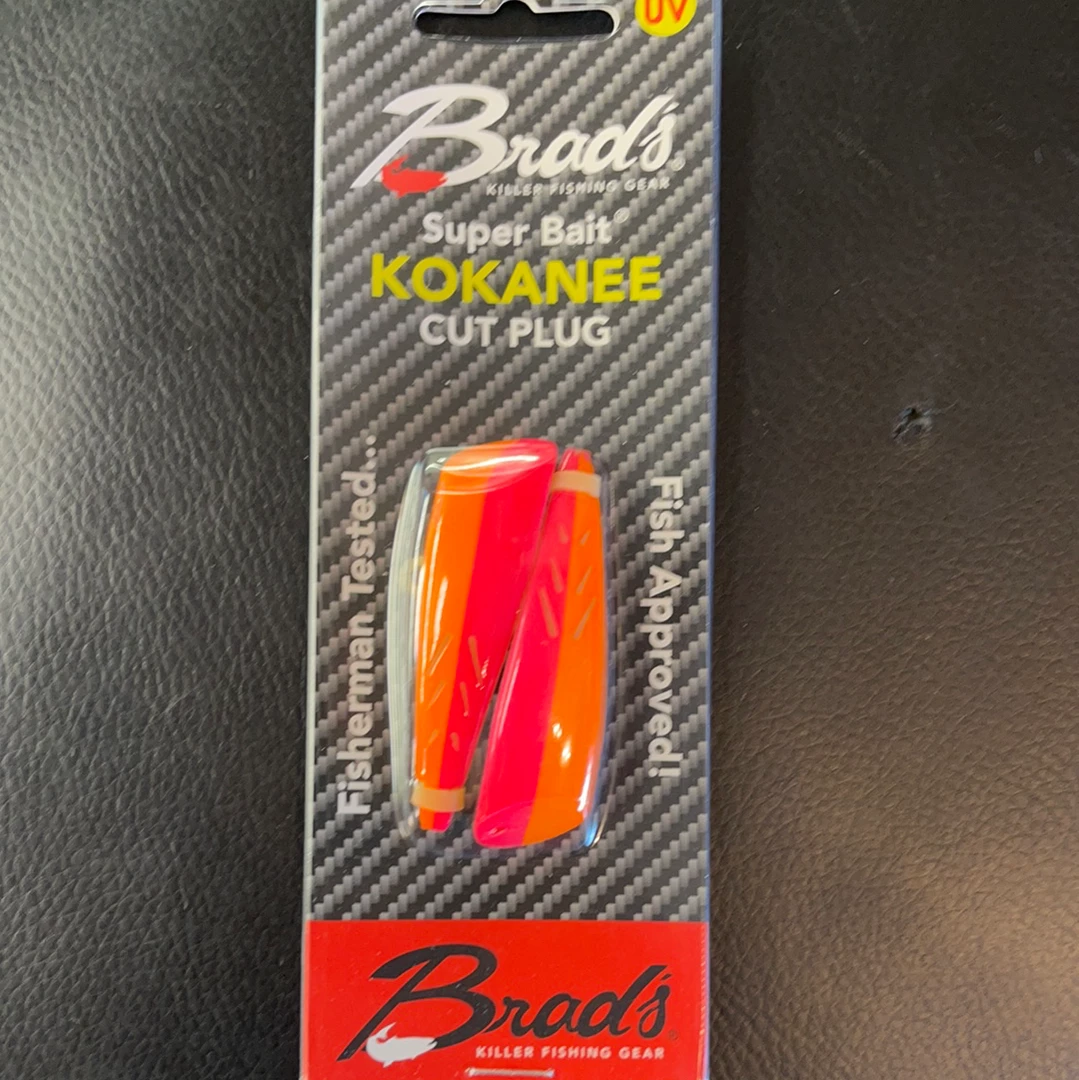 UV
Brad's®
KILLER FISHING GEAR
Super Bait®
KOKANEE
CUT PLUG
Fisherman Tested...
Fish Approved!
Brad's®
KILLER FISHING GEAR